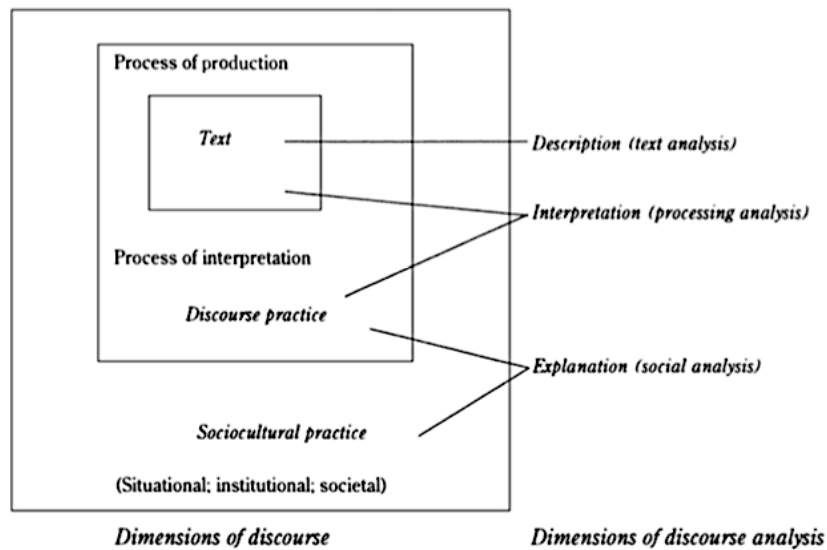 Process of production
Text
Description (text analysis)
Interpretation (processing analysis)
Process of interpretation
Discourse practice
Explanation (social analysis)
Sociocultural practice
(Situational; institutional; societal)
Dimensions of discourse
Dimensions of discourse analysis